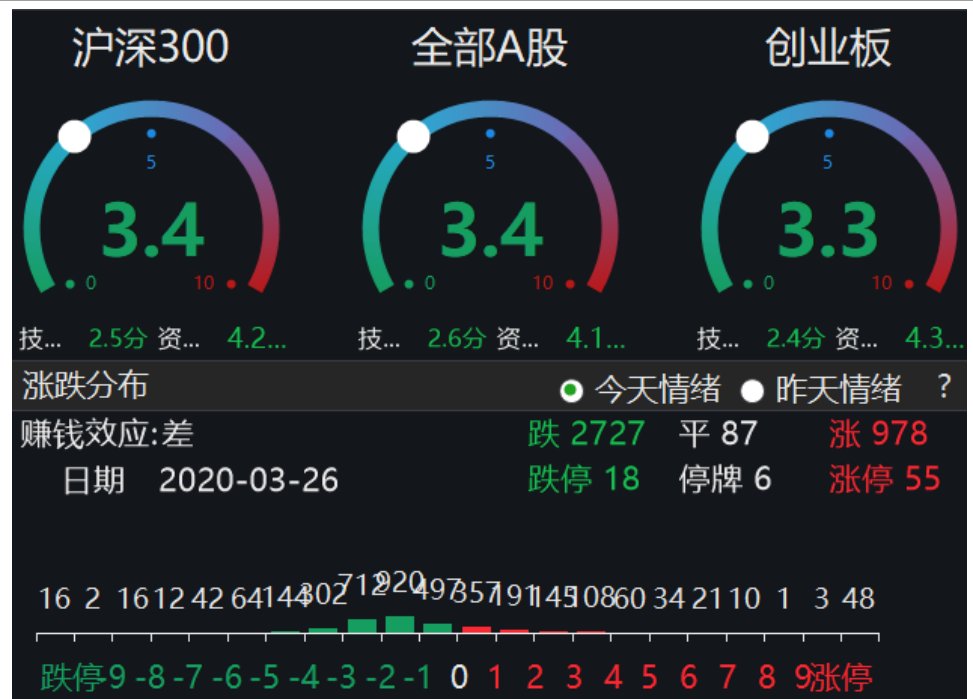 沪深300 全部A股 创业板
5 5 5
3.4 3.4 3.3
0 10 0 10 0 10
技... 2.5分 资... 4.2... 技... 2.6分 资... 4.1... 技... 2.4分 资... 4.3...
涨跌分布 今天情绪 昨天情绪 ?
赚钱效应:差 跌 2727 平 87 涨 978
日期 2020-03-26 跌停 18 停牌 6 涨停 55
16 2 16 12 42 64 144 302 712 920 497 357 191 145 108 60 34 21 10 1 3 48
跌停 -9 -8 -7 -6 -5 -4 -3 -2 -1 0 1 2 3 4 5 6 7 8 9 涨停